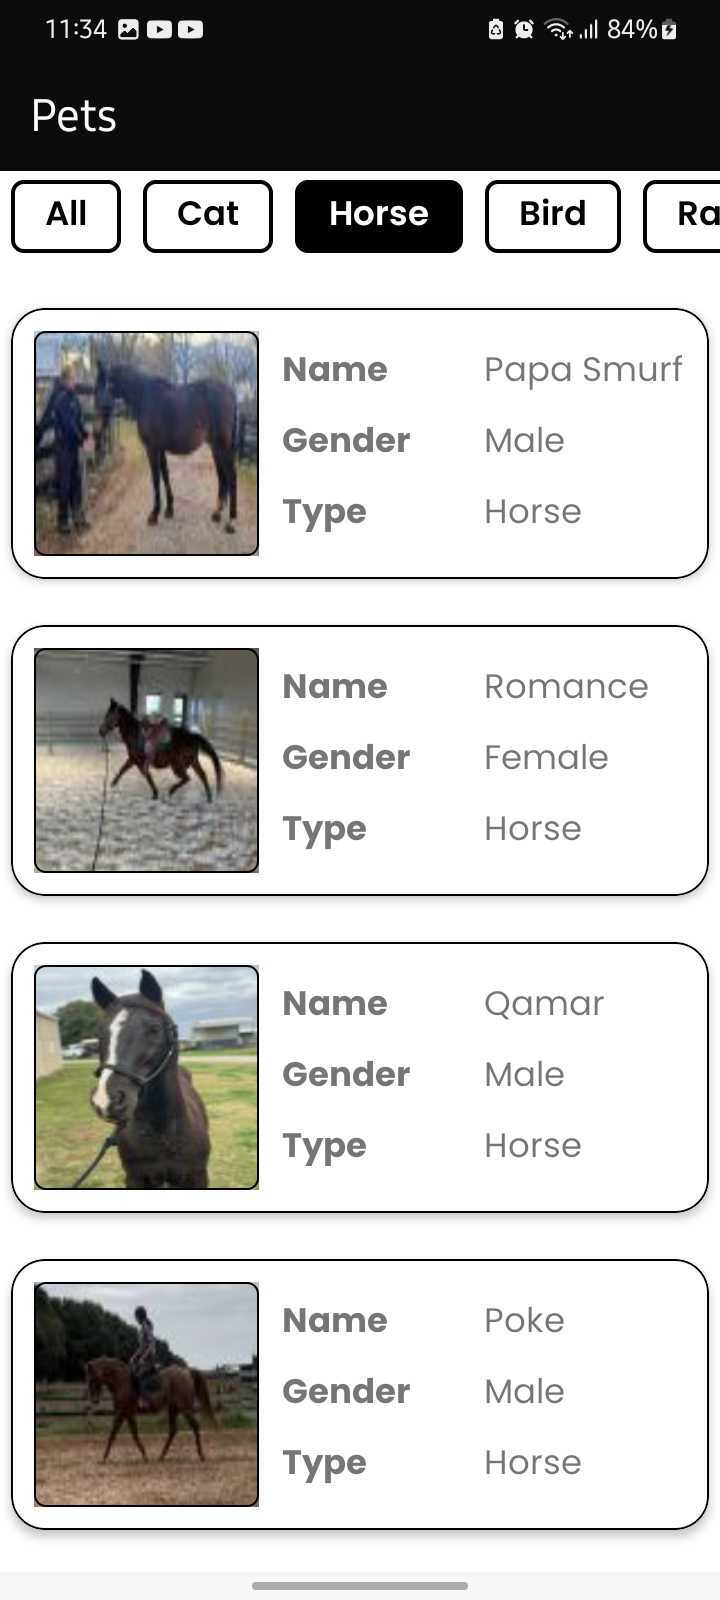 11:34 84%
Pets
All Cat Horse Bird Ra
Name Papa Smurf
Gender Male
Type Horse
Name Romance
Gender Female
Type Horse
Name Qamar
Gender Male
Type Horse
Name Poke
Gender Male
Type Horse